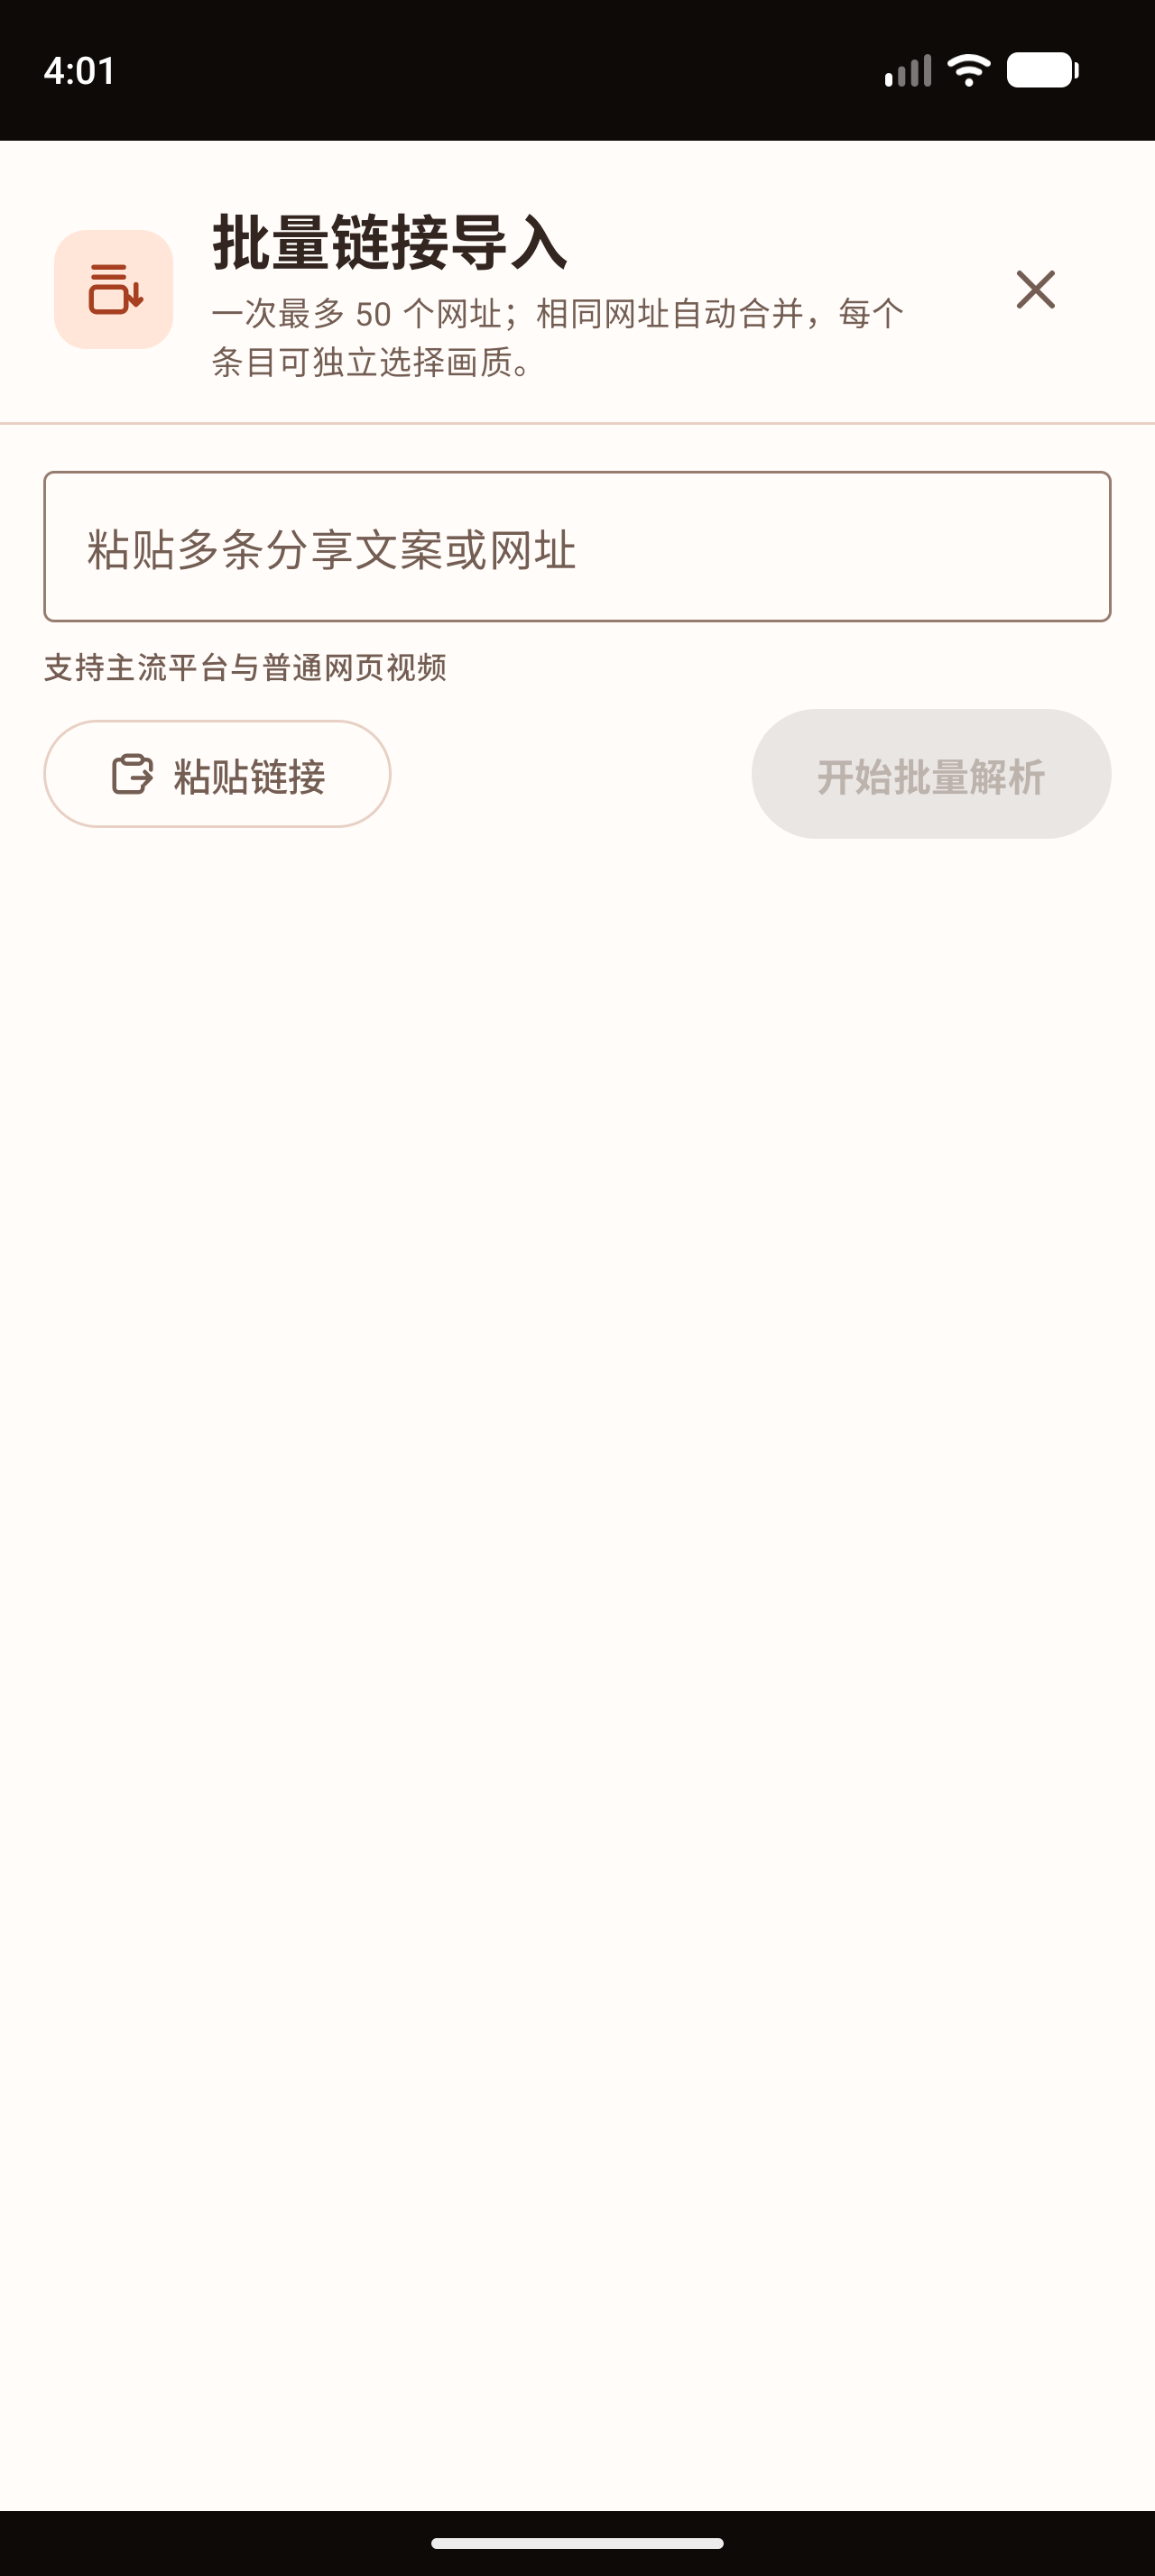 4:01
批量链接导入
一次最多 50 个网址；相同网址自动合并，每个
条目可独立选择画质。
粘贴多条分享文案或网址
支持主流平台与普通网页视频
粘贴链接
开始批量解析